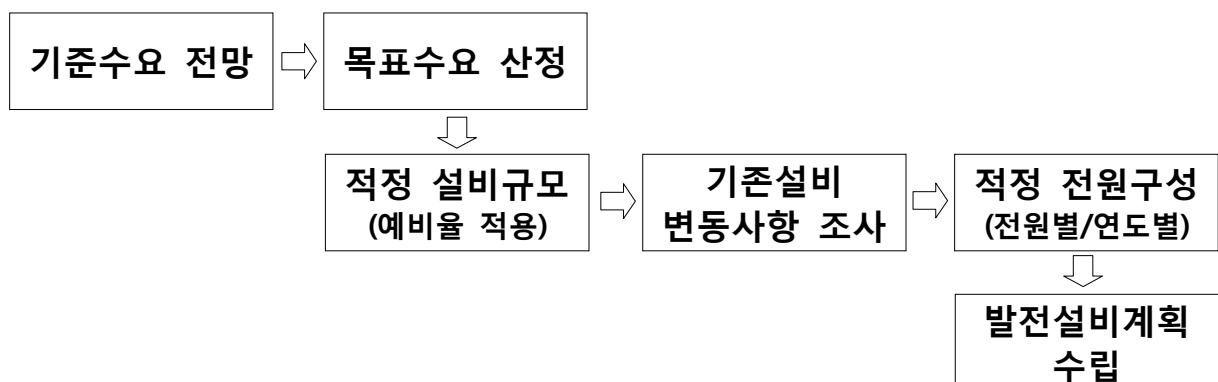 기준수요 전망
목표수요 산정
적정 설비규모
(예비율 적용)
기존설비
변동사항 조사
적정 전원구성
(전원별/연도별)
발전설비계획
수립